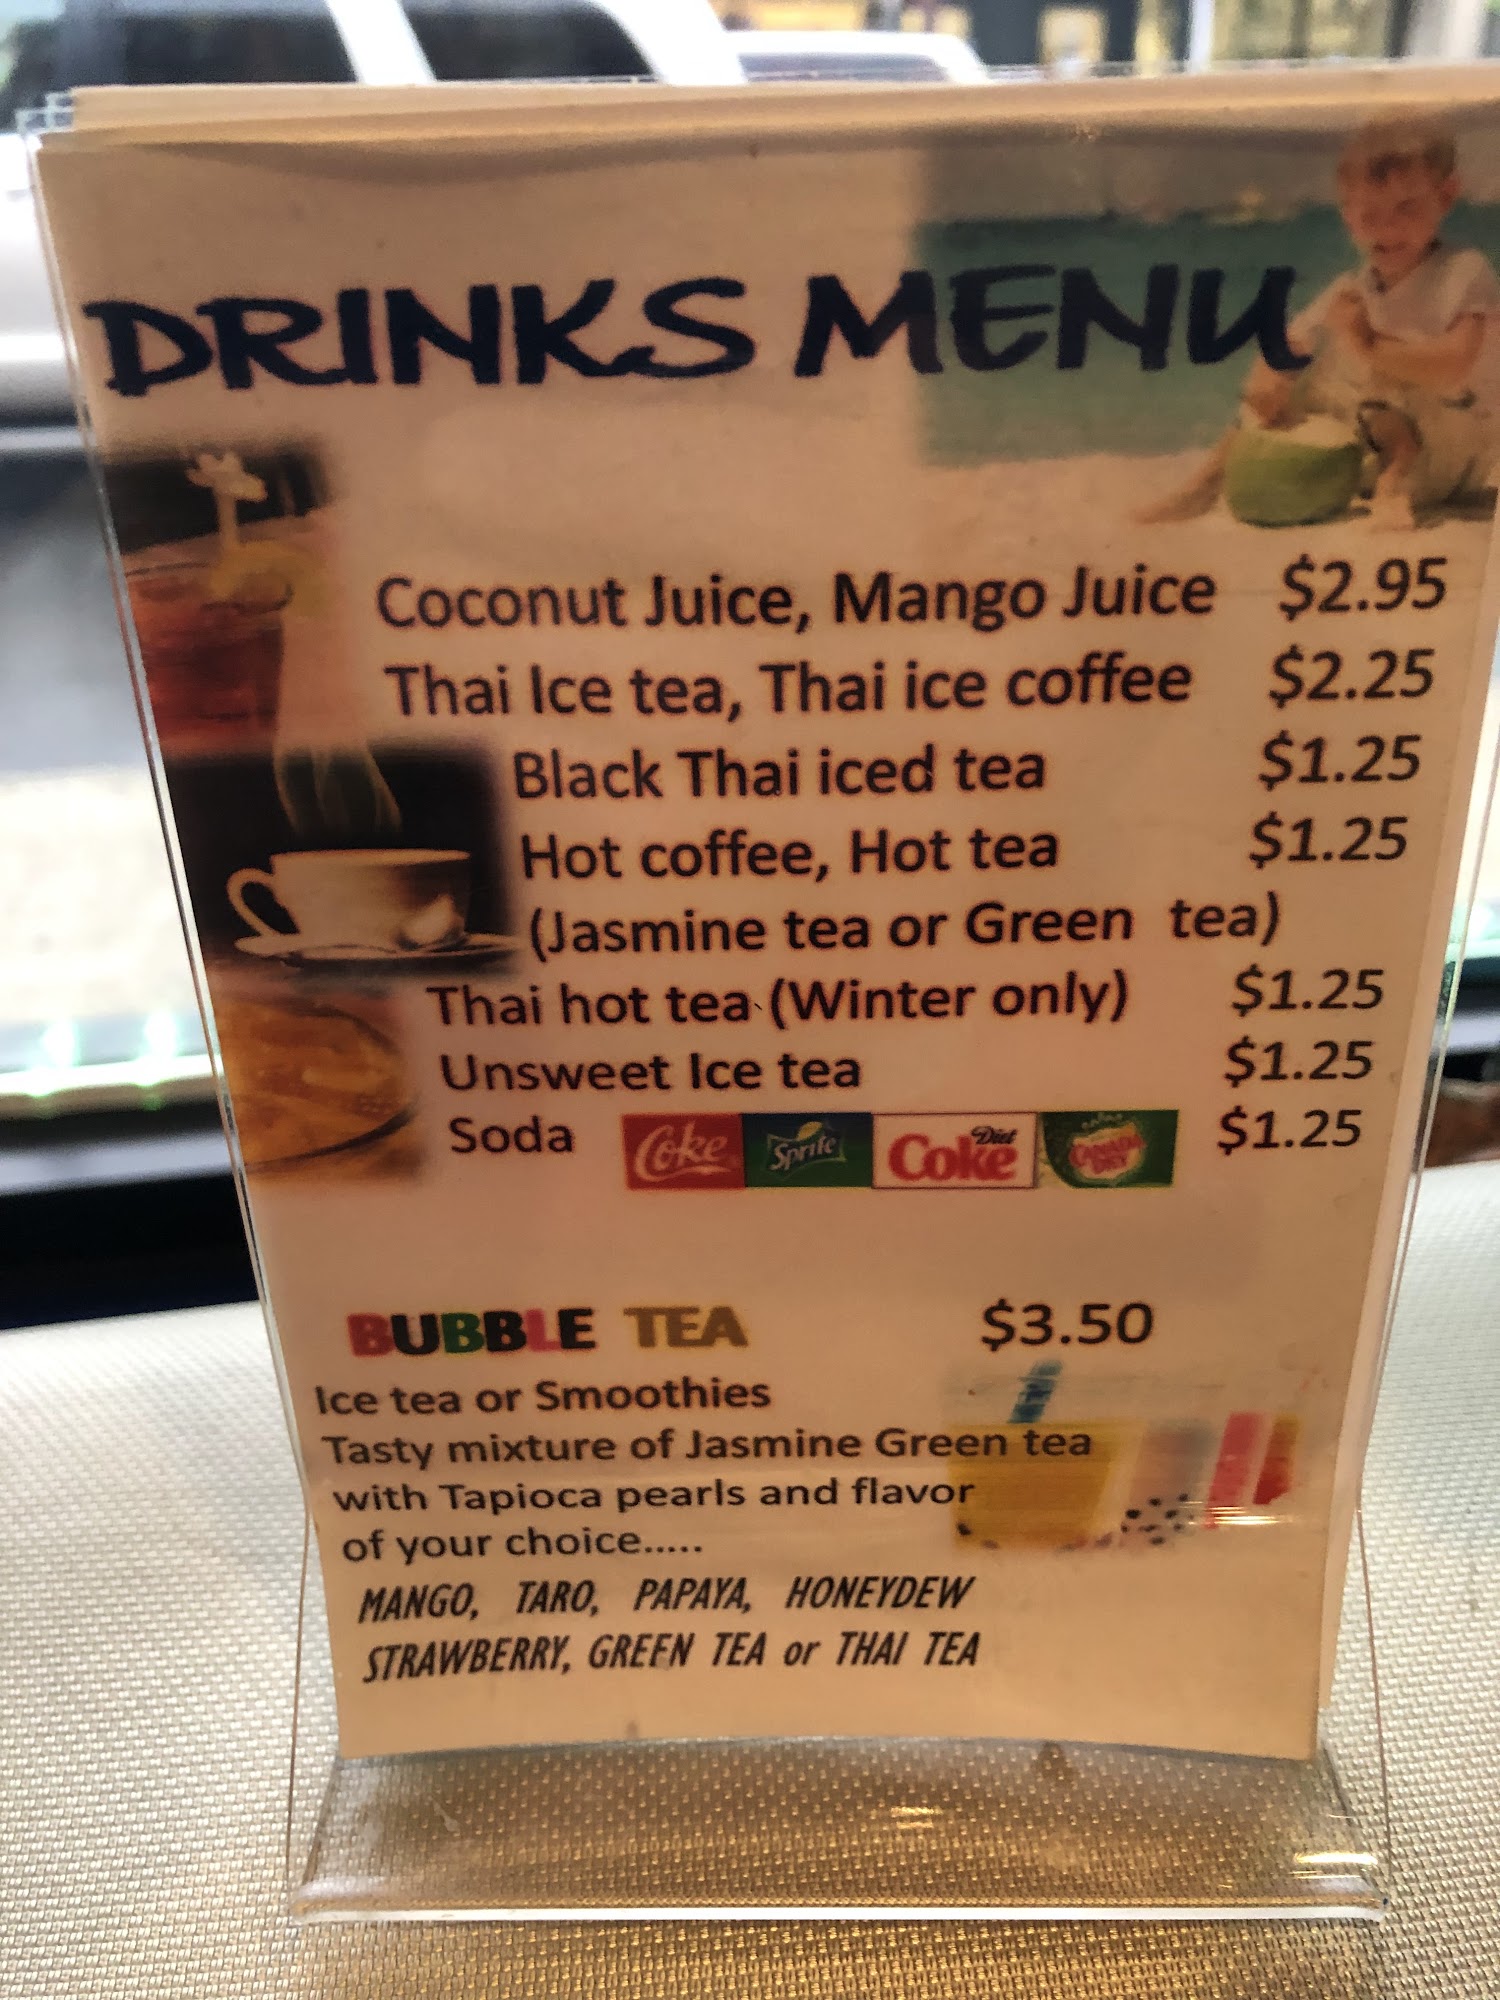 DRINKS MENU
Coconut Juice, Mango Juice $2.95
Thai Ice tea, Thai ice coffee $2.25
Black Thai iced tea $1.25
Hot coffee, Hot tea $1.25
(Jasmine tea or Green tea)
Thai hot tea (Winter only) $1.25
Unsweet Ice tea $1.25
Soda Coke Sprite Diet Coke CANADA DRY $1.25
BUBBLE TEA $3.50
Ice tea or Smoothies
Tasty mixture of Jasmine Green tea
with Tapioca pearls and flavor
of your choice.....
MANGO, TARO, PAPAYA, HONEYDEW
STRAWBERRY, GREEN TEA or THAI TEA